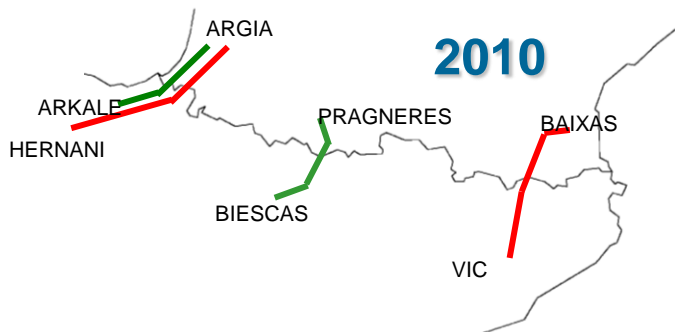 ARGIA
2010
ARKALE
HERNANI
PRAGNERES
BAIXAS
BIESCAS
VIC